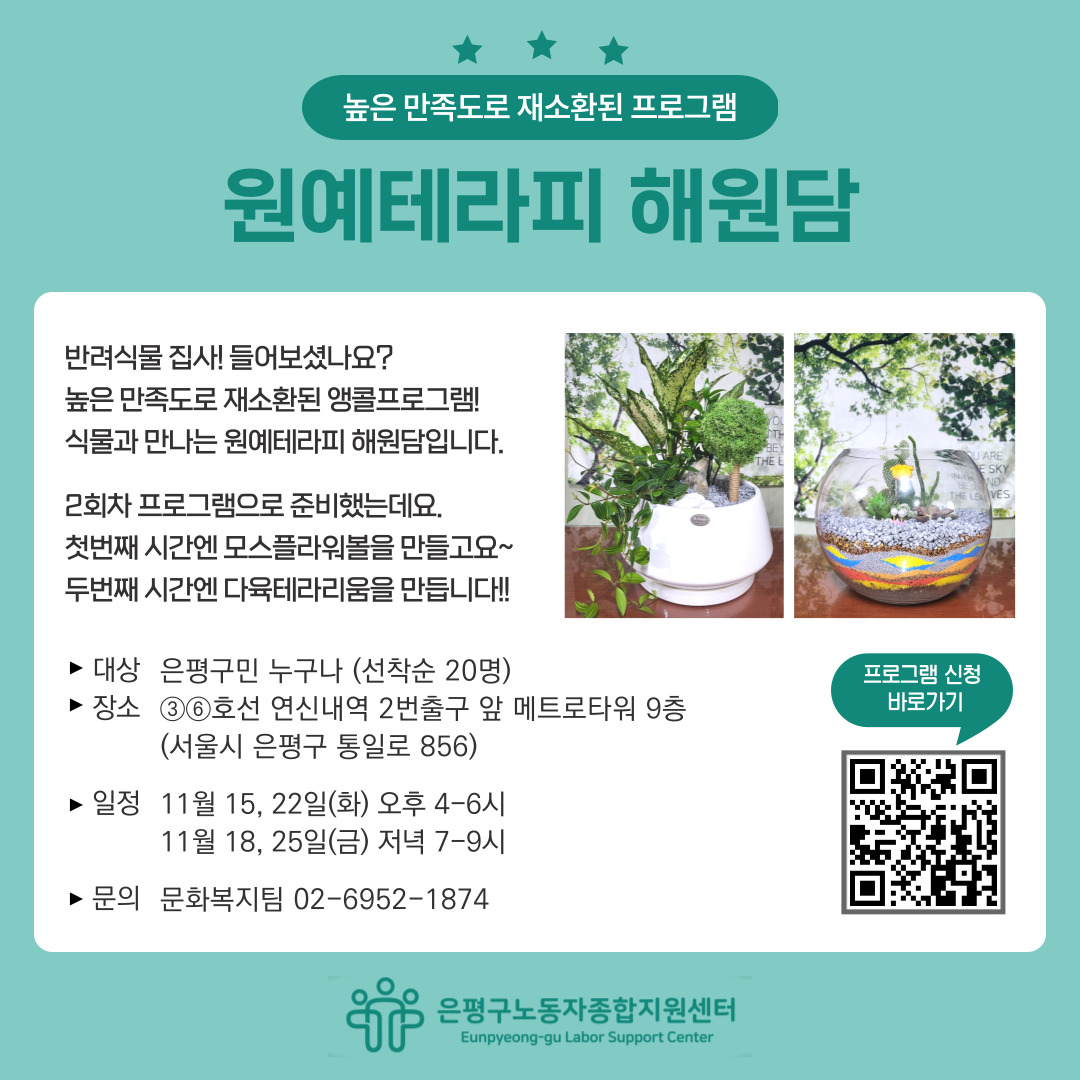 높은 만족도로 재소환된 프로그램
원예테라피 해원담
반려식물 집사! 들어보셨나요?
높은 만족도로 재소환된 앵콜프로그램!
식물과 만나는 원예테라피 해원담입니다.
2회차 프로그램으로 준비했는데요.
첫번째 시간엔 모스플라워볼을 만들고요~
두번째 시간엔 다육테라리움을 만듭니다!!
YOU
THE L
YOU ARE
SKY
AND
THE LEAVES
▸ 대상 은평구민 누구나 (선착순 20명)
▸ 장소 ③⑥호선 연신내역 2번출구 앞 메트로타워 9층
(서울시 은평구 통일로 856)
▸ 일정 11월 15, 22일(화) 오후 4-6시
11월 18, 25일(금) 저녁 7-9시
▸ 문의 문화복지팀 02-6952-1874
프로그램 신청
바로가기
은평구노동자종합지원센터
Eunpyeong-gu Labor Support Center